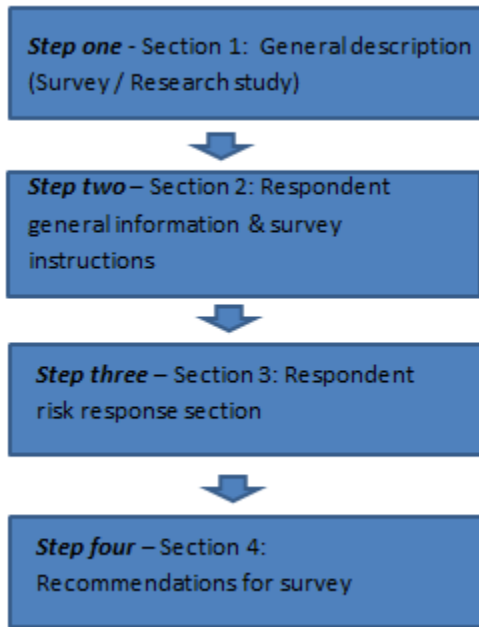 Step one - Section 1: General description
(Survey / Research study)
Step two – Section 2: Respondent
general information & survey
instructions
Step three – Section 3: Respondent
risk response section
Step four – Section 4:
Recommendations for survey